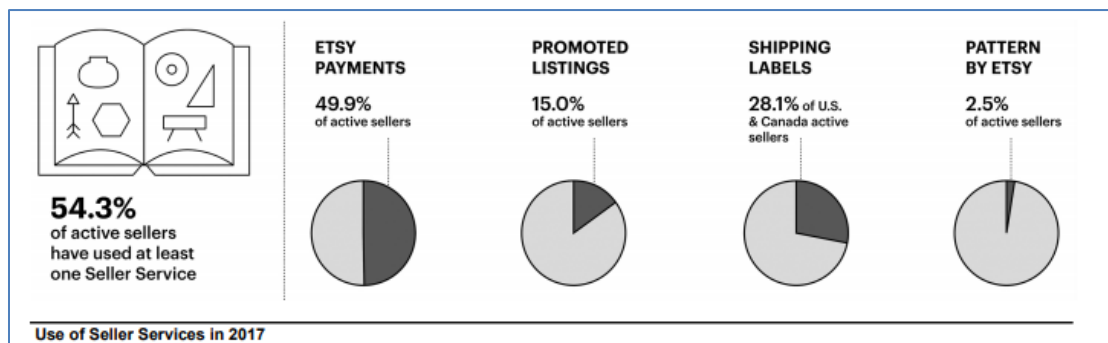 54.3%
of active sellers
have used at least
one Seller Service
ETSY
PAYMENTS
49.9%
of active sellers
PROMOTED
LISTINGS
15.0%
of active sellers
SHIPPING
LABELS
28.1% of U.S.
& Canada active
sellers
PATTERN
BY ETSY
2.5%
of active sellers
Use of Seller Services in 2017